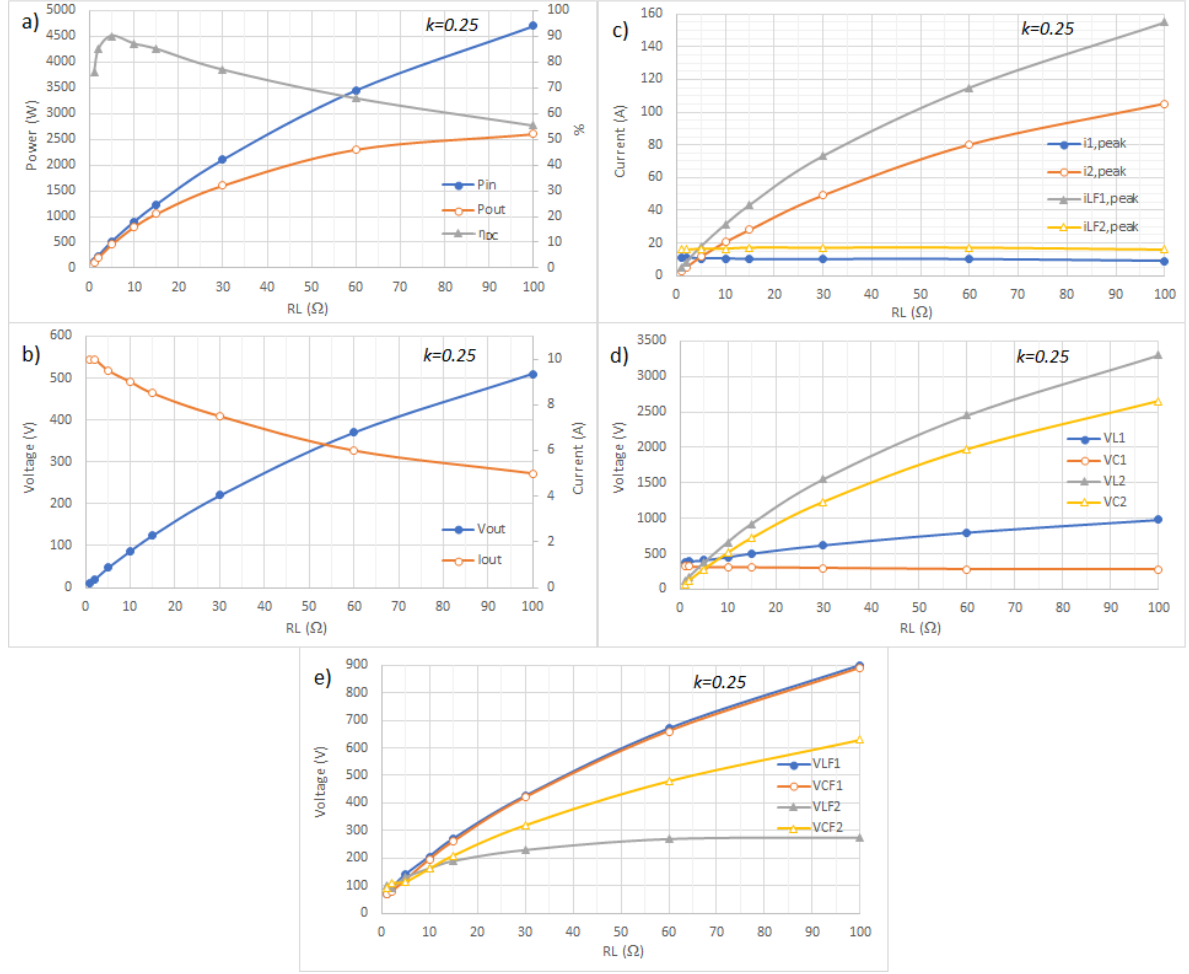 a)
k=0.25
5000
4500
4000
3500
3000
2500
2000
1500
1000
500
0
Power (W)
100
90
80
70
60
50
40
30
20
10
0
%
Pin
Pout
ηDC
0 10 20 30 40 50 60 70 80 90 100
RL (Ω)
c)
k=0.25
160
140
120
100
80
60
40
20
0
Current (A)
i1,peak
i2,peak
iLF1,peak
iLF2,peak
0 10 20 30 40 50 60 70 80 90 100
RL (Ω)
b)
k=0.25
600
500
400
300
200
100
0
Voltage (V)
10
8
6
4
2
0
Current (A)
Vout
Iout
0 10 20 30 40 50 60 70 80 90 100
RL (Ω)
d)
k=0.25
3500
3000
2500
2000
1500
1000
500
0
Voltage (V)
VL1
VC1
VL2
VC2
0 10 20 30 40 50 60 70 80 90 100
RL (Ω)
e)
k=0.25
900
800
700
600
500
400
300
200
100
0
Voltage (V)
VLF1
VCF1
VLF2
VCF2
0 10 20 30 40 50 60 70 80 90 100
RL (Ω)